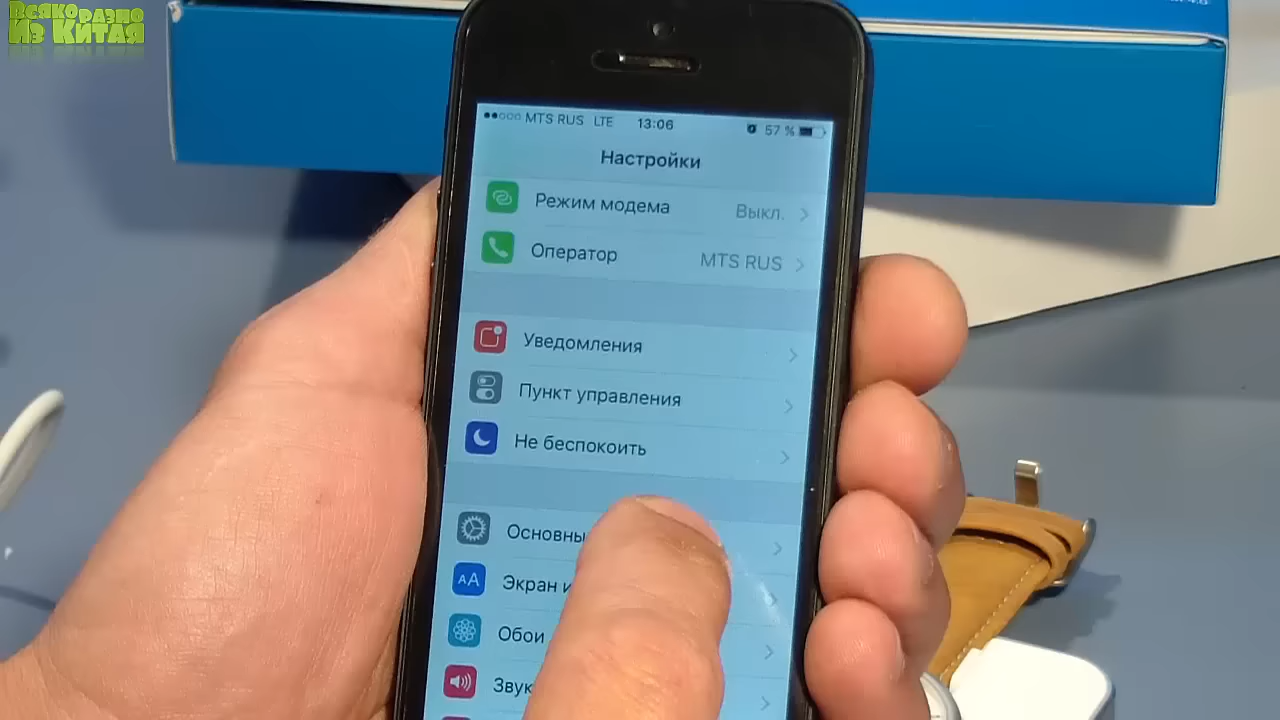 Всяко разно
Из Китая
MTS RUS LTE 13:06 57 %
Настройки
Режим модема Выкл.
Оператор MTS RUS
Уведомления
Пункт управления
Не беспокоить
Основны
Экран и
AA
Обои
Звук